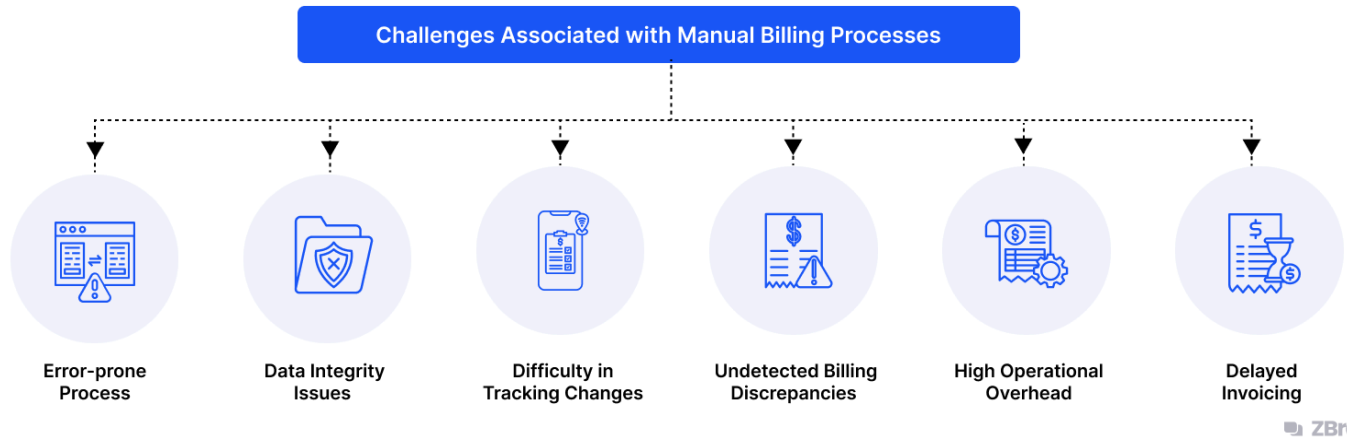 Challenges Associated with Manual Billing Processes
Error-prone
Process
Data Integrity
Issues
Difficulty in
Tracking Changes
Undetected Billing
Discrepancies
High Operational
Overhead
Delayed
Invoicing